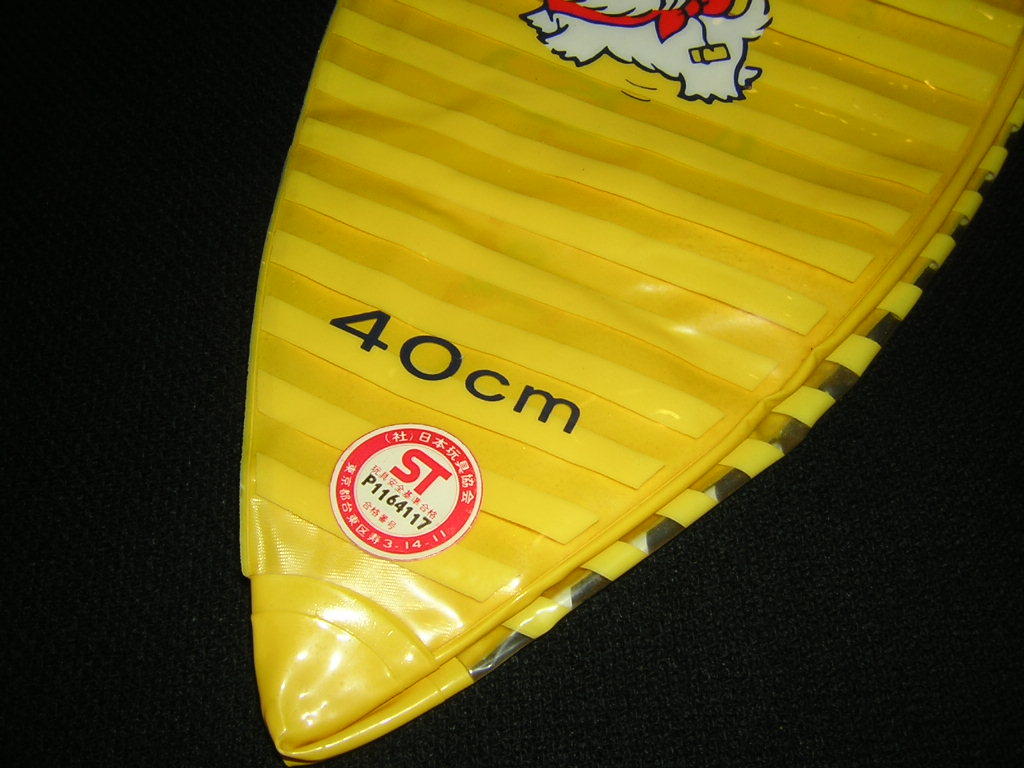 40cm
(社)日本玩具協会
ST
玩具安全基準合格
P1164117
合格番号
東京都台東区寿3-14-11